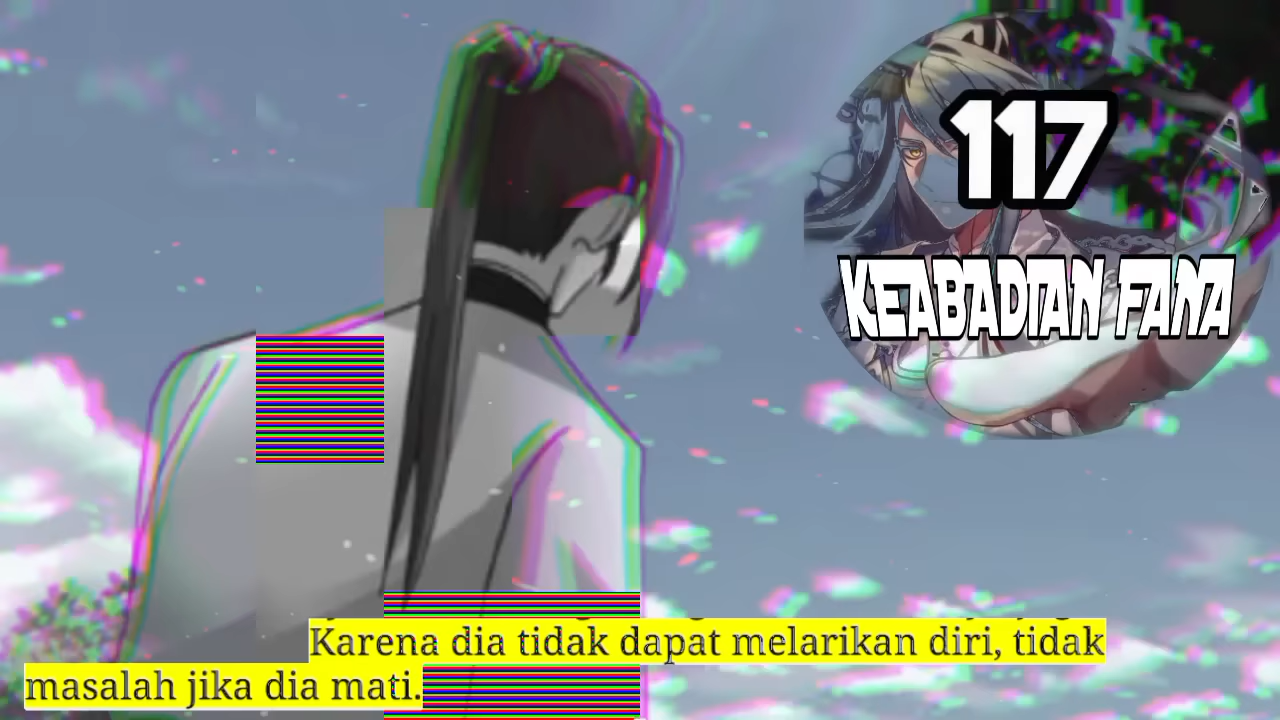 117
KEABADIAN FANA
Karena dia tidak dapat melarikan diri, tidak
masalah jika dia mati.